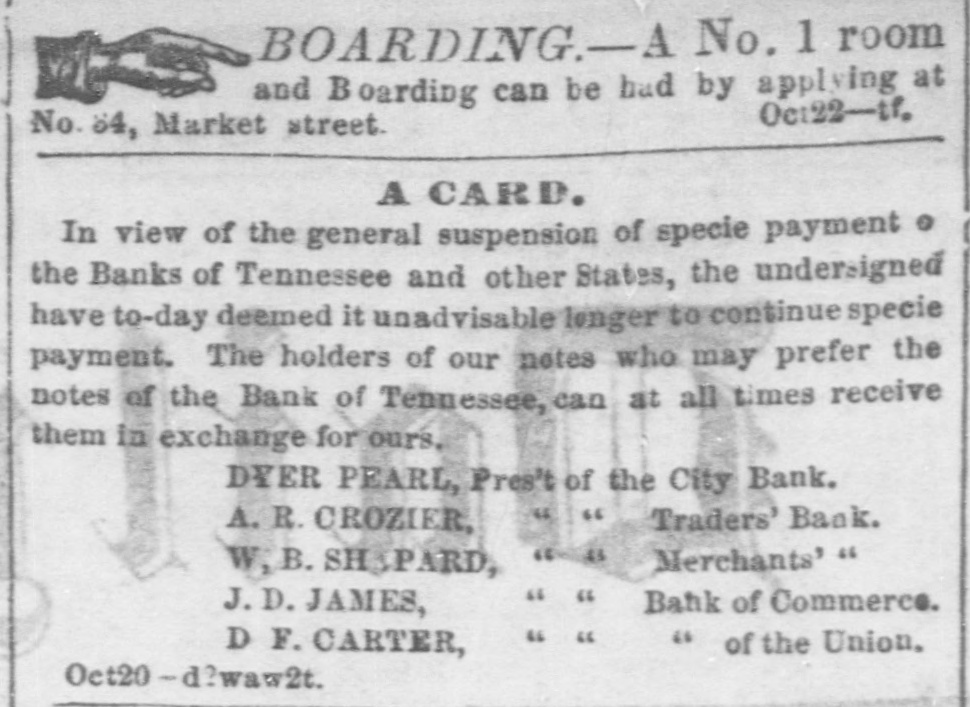 BOARDING.—A No. 1 room
and Boarding can be had by applying at
No. 84, Market street. Oct22—tf.
A CARD.
In view of the general suspension of specie payment o
the Banks of Tennessee and other States, the undersigned
have to-day deemed it unadvisable longer to continue specie
payment. The holders of our notes who may prefer the
notes of the Bank of Tennessee, can at all times receive
them in exchange for ours.
DYER PEARL, Pres't of the City Bank.
A. R. CROZIER, " " Traders' Bank.
W, B. SHAPARD, " " Merchants' "
J. D. JAMES, " " Bank of Commerce.
D F. CARTER, " " " of the Union.
Oct20 – d?waw2t.